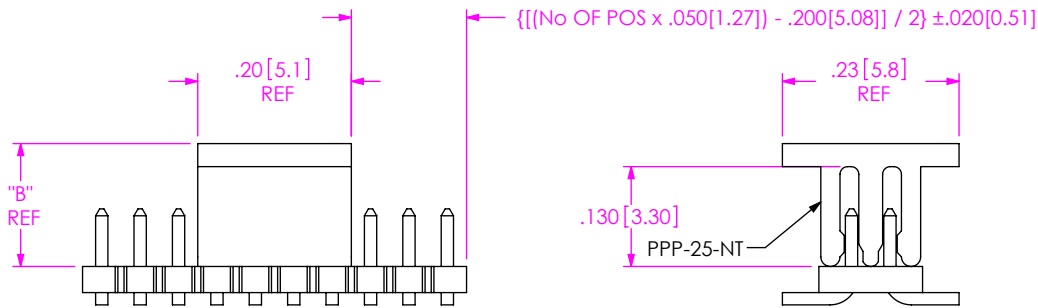 {[((No OF POS x .050[1.27]) - .200[5.08]] / 2} ±.020[0.51]
.20[5.1]
REF
.23[5.8]
REF
"B"
REF
.130[3.30]
PPP-25-NT